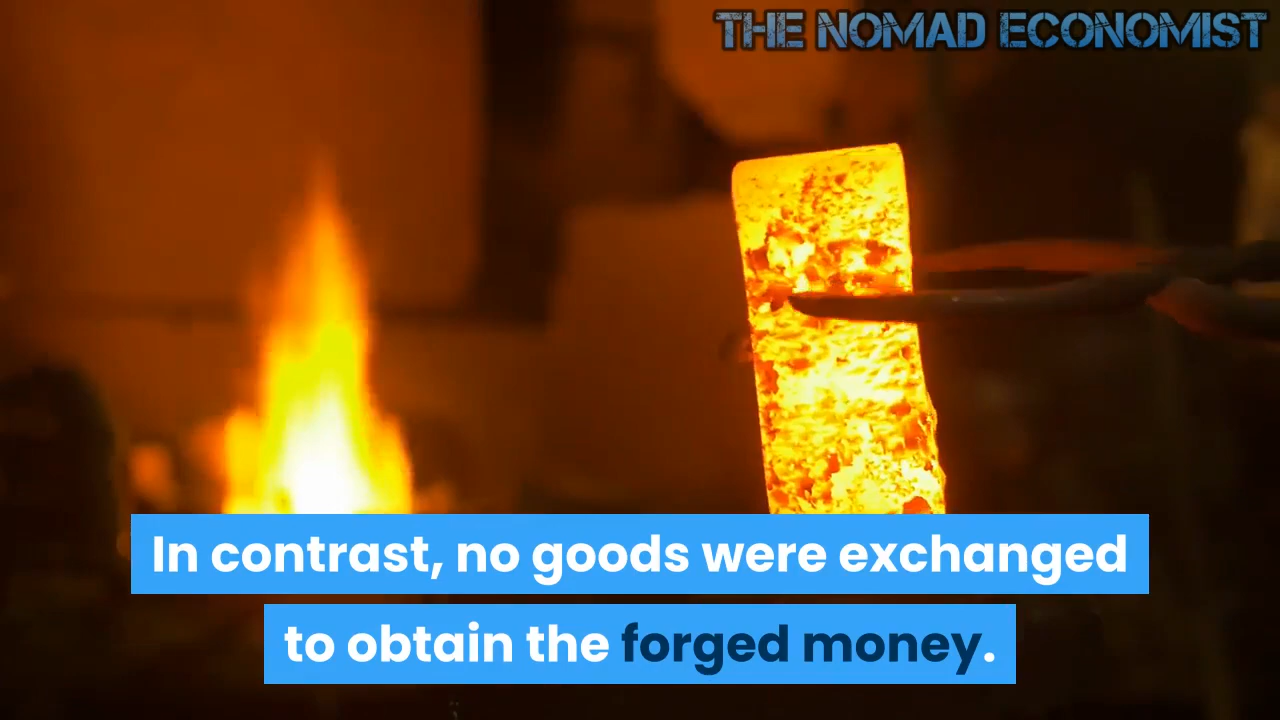 THE NOMAD ECONOMIST
In contrast, no goods were exchanged
to obtain the forged money.